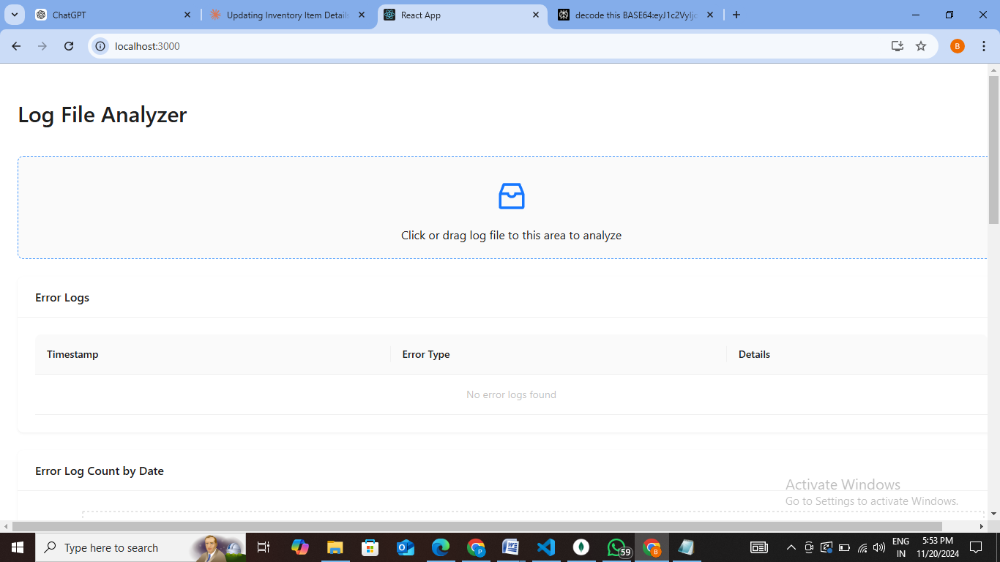 ChatGPT
Updating Inventory Item Details
React App
decode this BASE64:eyJ1c2VyIjo
localhost:3000
B
Log File Analyzer
Click or drag log file to this area to analyze
Error Logs
Timestamp Error Type Details
No error logs found
Error Log Count by Date
Activate Windows
Go to Settings to activate Windows.
Type here to search
59
ENG
IN
5:53 PM
11/20/2024